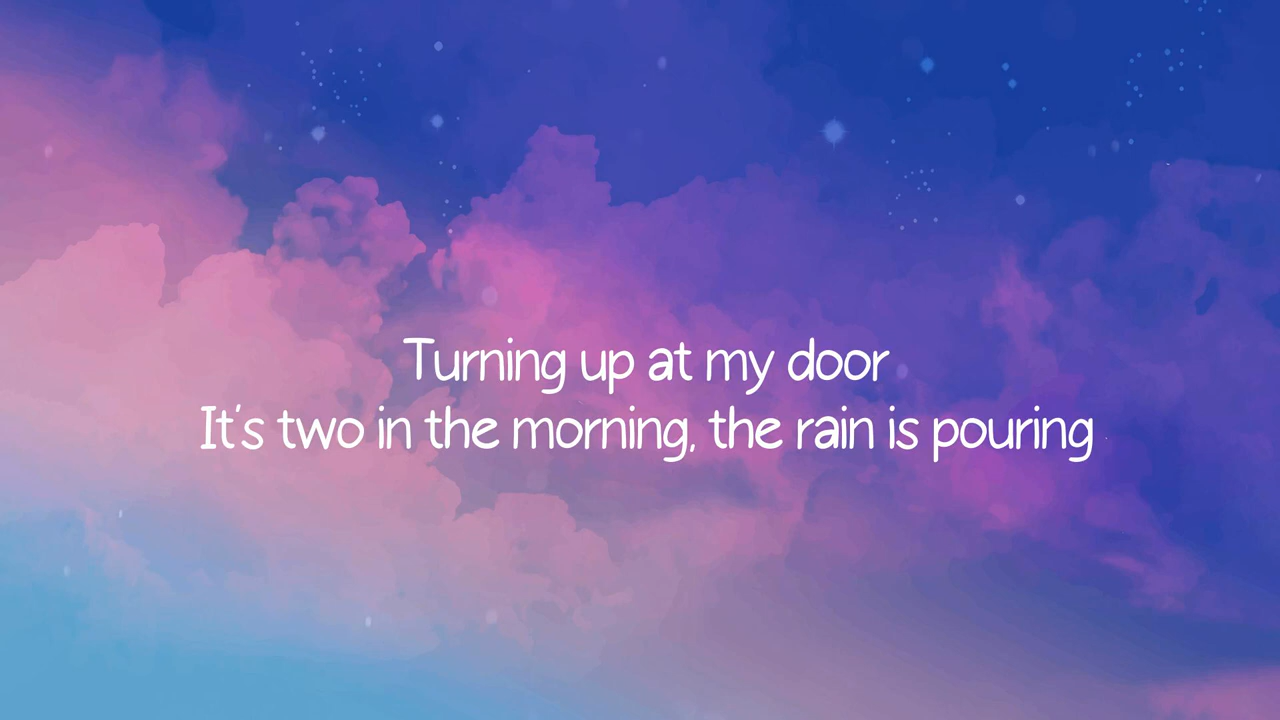 Turning up at my door
It's two in the morning, the rain is pouring